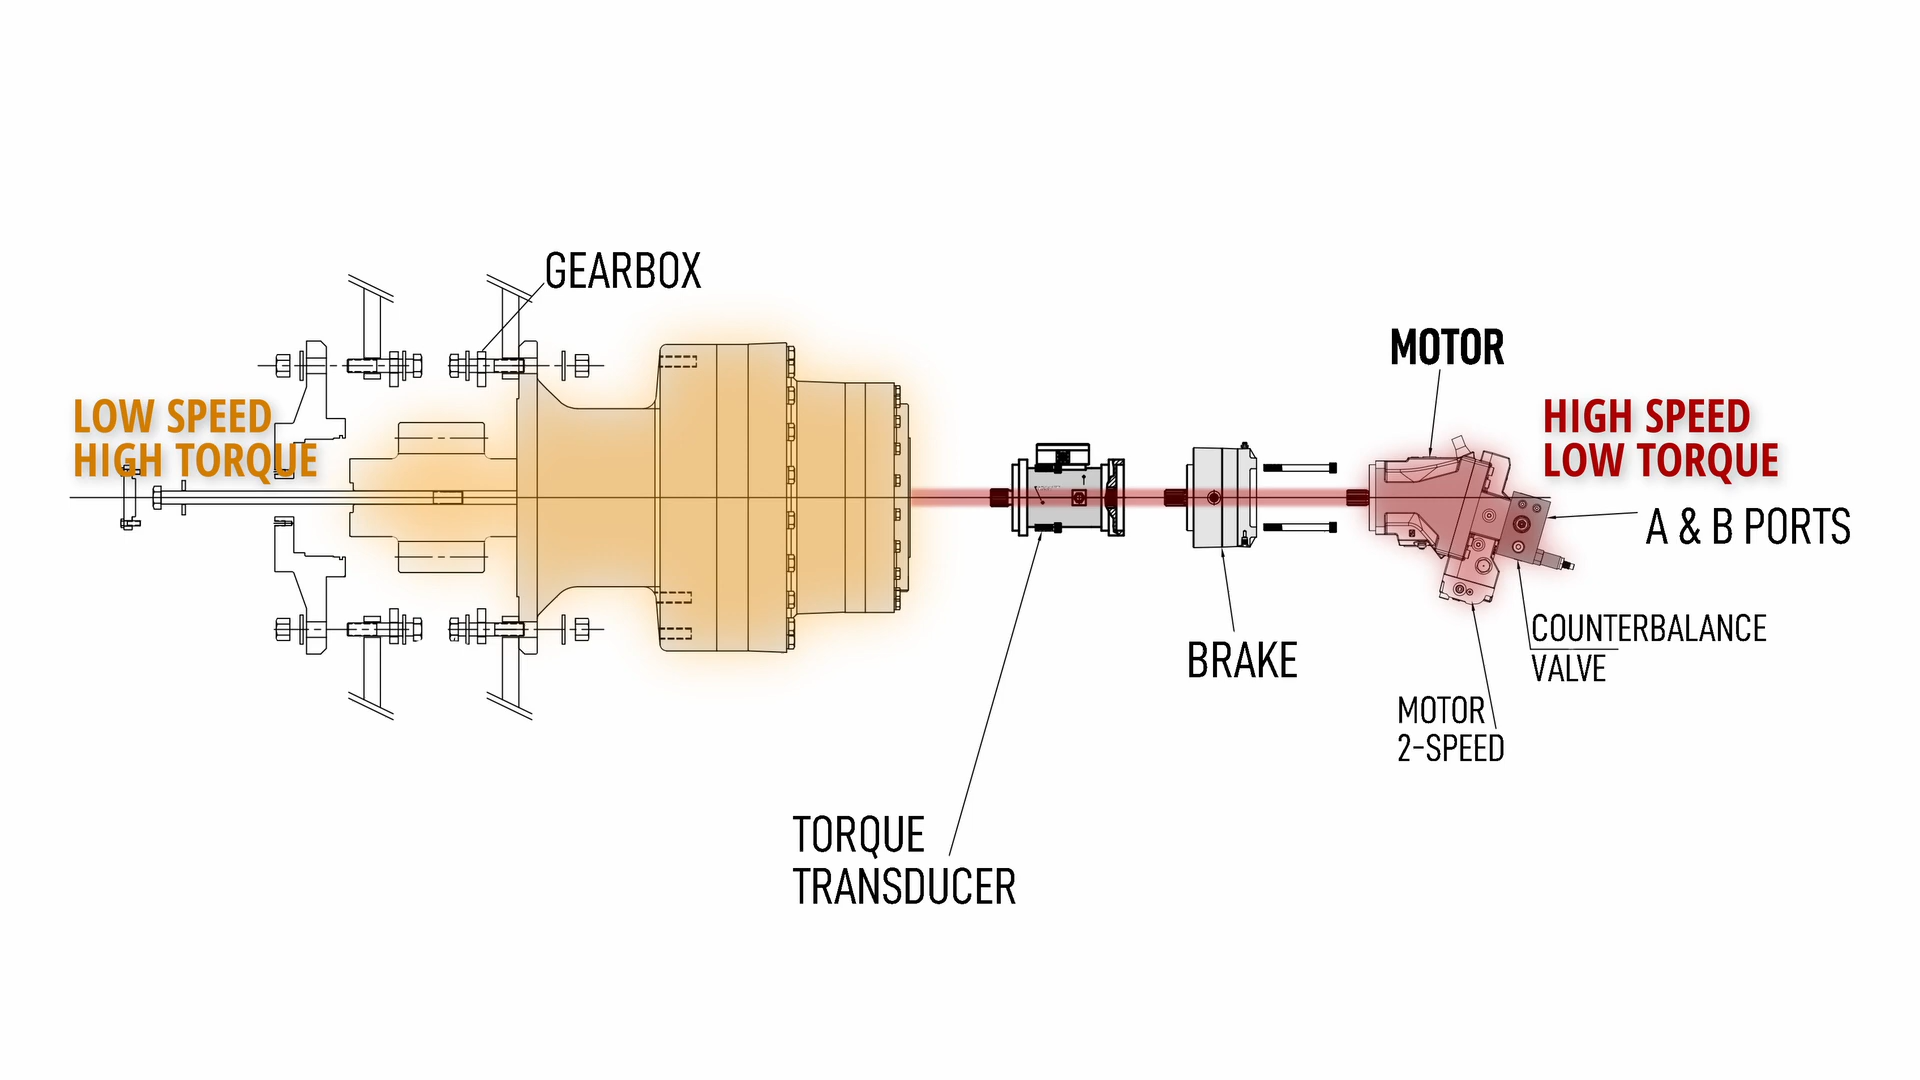 GEARBOX
MOTOR
LOW SPEED
HIGH TORQUE
HIGH SPEED
LOW TORQUE
A & B PORTS
COUNTERBALANCE
VALVE
BRAKE
MOTOR
2-SPEED
TORQUE
TRANSDUCER